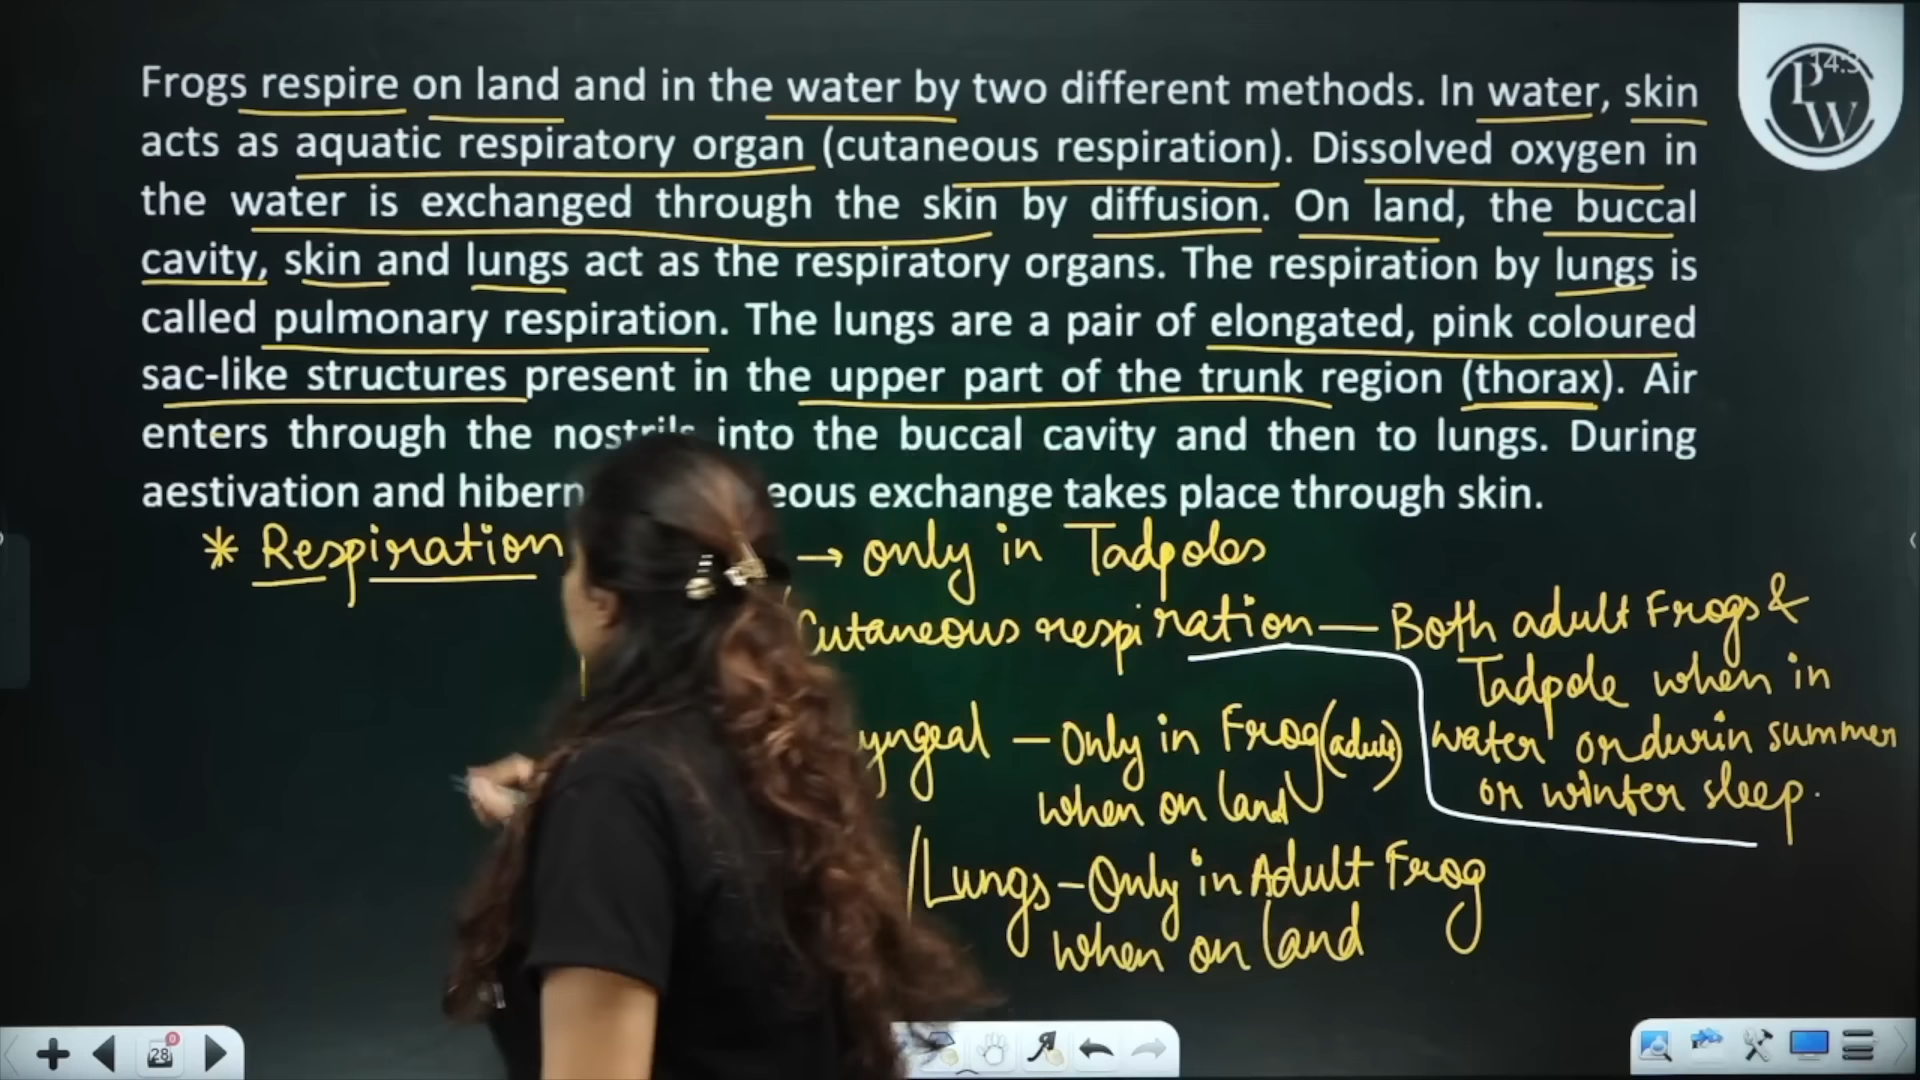 Frogs respire on land and in the water by two different methods. In water, skin
acts as aquatic respiratory organ (cutaneous respiration). Dissolved oxygen in
the water is exchanged through the skin by diffusion. On land, the buccal
cavity, skin and lungs act as the respiratory organs. The respiration by lungs is
called pulmonary respiration. The lungs are a pair of elongated, pink coloured
sac-like structures present in the upper part of the trunk region (thorax). Air
enters through the nostrils into the buccal cavity and then to lungs. During
aestivation and hibern eous exchange takes place through skin.
* Respiration → only in Tadpoles
Cutaneous respiration — Both adult Frogs &
Tadpole when in
water or durin summer
or winter sleep.
yngeal — Only in Frog (adult)
when on land
Lungs - Only in Adult Frog
when on land
PW
28
0